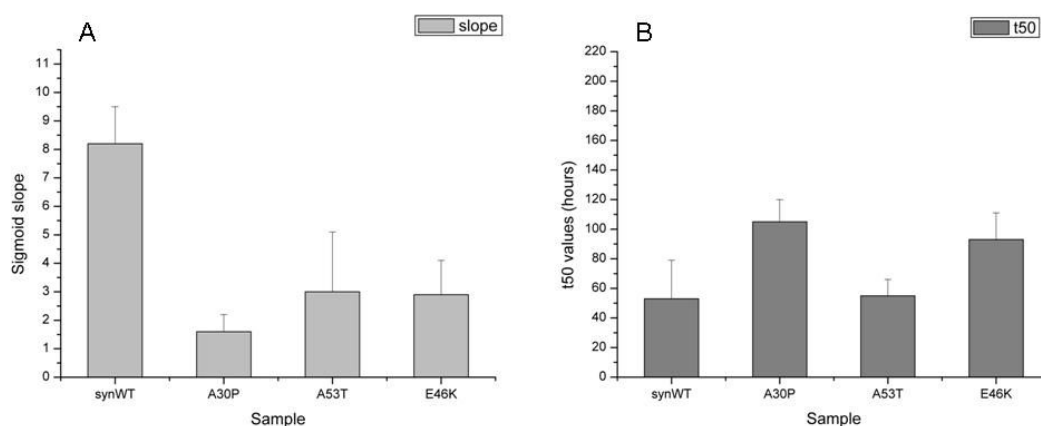 A
slope
11
10
9
8
7
6
5
4
3
2
1
0
Sigmoid slope
synWT A30P A53T E46K
Sample
B
t50
220
200
180
160
140
120
100
80
60
40
20
0
t50 values (hours)
synWT A30P A53T E46K
Sample